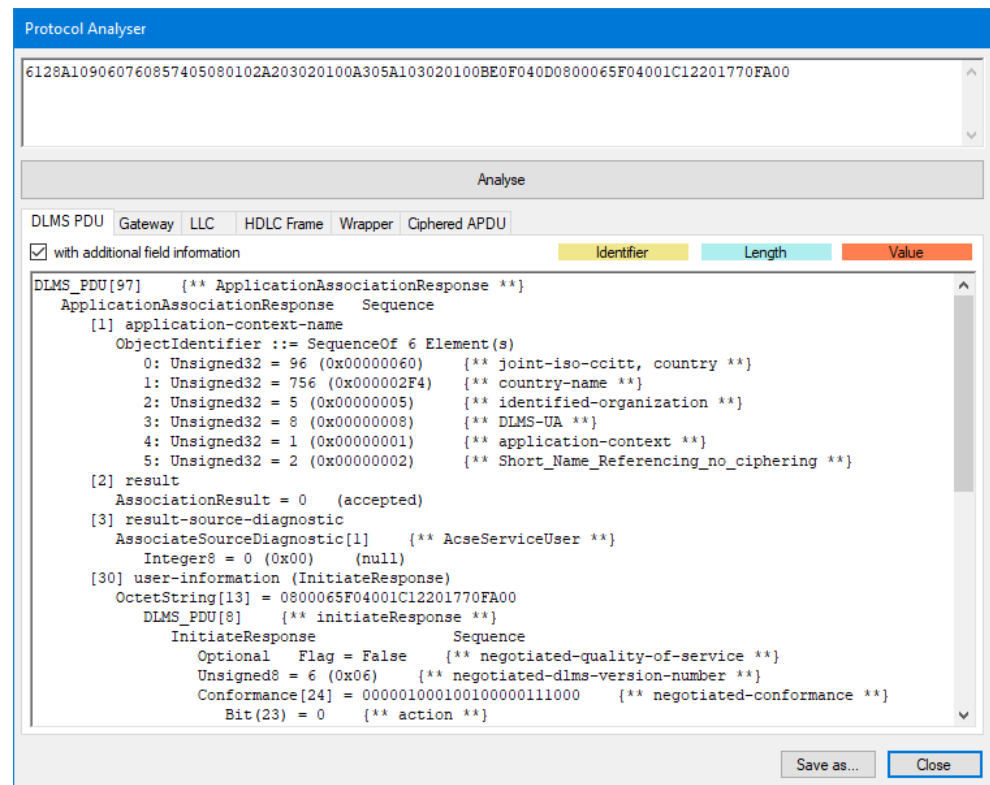 Protocol Analyser
6128A109060760857405080102A203020100A305A103020100BE0F040D0800065F04001C12201770FA00
Analyse
DLMS PDU Gateway LLC HDLC Frame Wrapper Ciphered APDU
with additional field information Identifier Length Value
DLMS_PDU[97] {** ApplicationAssociationResponse **}
ApplicationAssociationResponse Sequence
[1] application-context-name
ObjectIdentifier ::= SequenceOf 6 Element(s)
0: Unsigned32 = 96 (0x00000060) {** joint-iso-ccitt, country **}
1: Unsigned32 = 756 (0x000002F4) {** country-name **}
2: Unsigned32 = 5 (0x00000005) {** identified-organization **}
3: Unsigned32 = 8 (0x00000008) {** DLMS-UA **}
4: Unsigned32 = 1 (0x00000001) {** application-context **}
5: Unsigned32 = 2 (0x00000002) {** Short_Name_Referencing_no_ciphering **}
[2] result
AssociationResult = 0 (accepted)
[3] result-source-diagnostic
AssociateSourceDiagnostic[1] {** AcseServiceUser **}
Integer8 = 0 (0x00) (null)
[30] user-information (InitiateResponse)
OctetString[13] = 0800065F04001C12201770FA00
DLMS_PDU[8] {** initiateResponse **}
InitiateResponse Sequence
Optional Flag = False {** negotiated-quality-of-service **}
Unsigned8 = 6 (0x06) {** negotiated-dlms-version-number **}
Conformance[24] = 000001000100100000111000 {** negotiated-conformance **}
Bit(23) = 0 {** action **}
Save as... Close